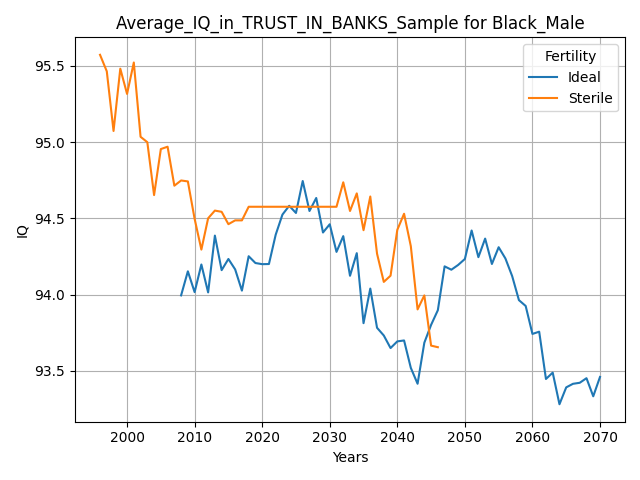 Average_IQ_in_TRUST_IN_BANKS_Sample for Black_Male
Fertility
Ideal
Sterile
95.5
95.0
94.5
94.0
93.5
IQ
2000 2010 2020 2030 2040 2050 2060 2070
Years